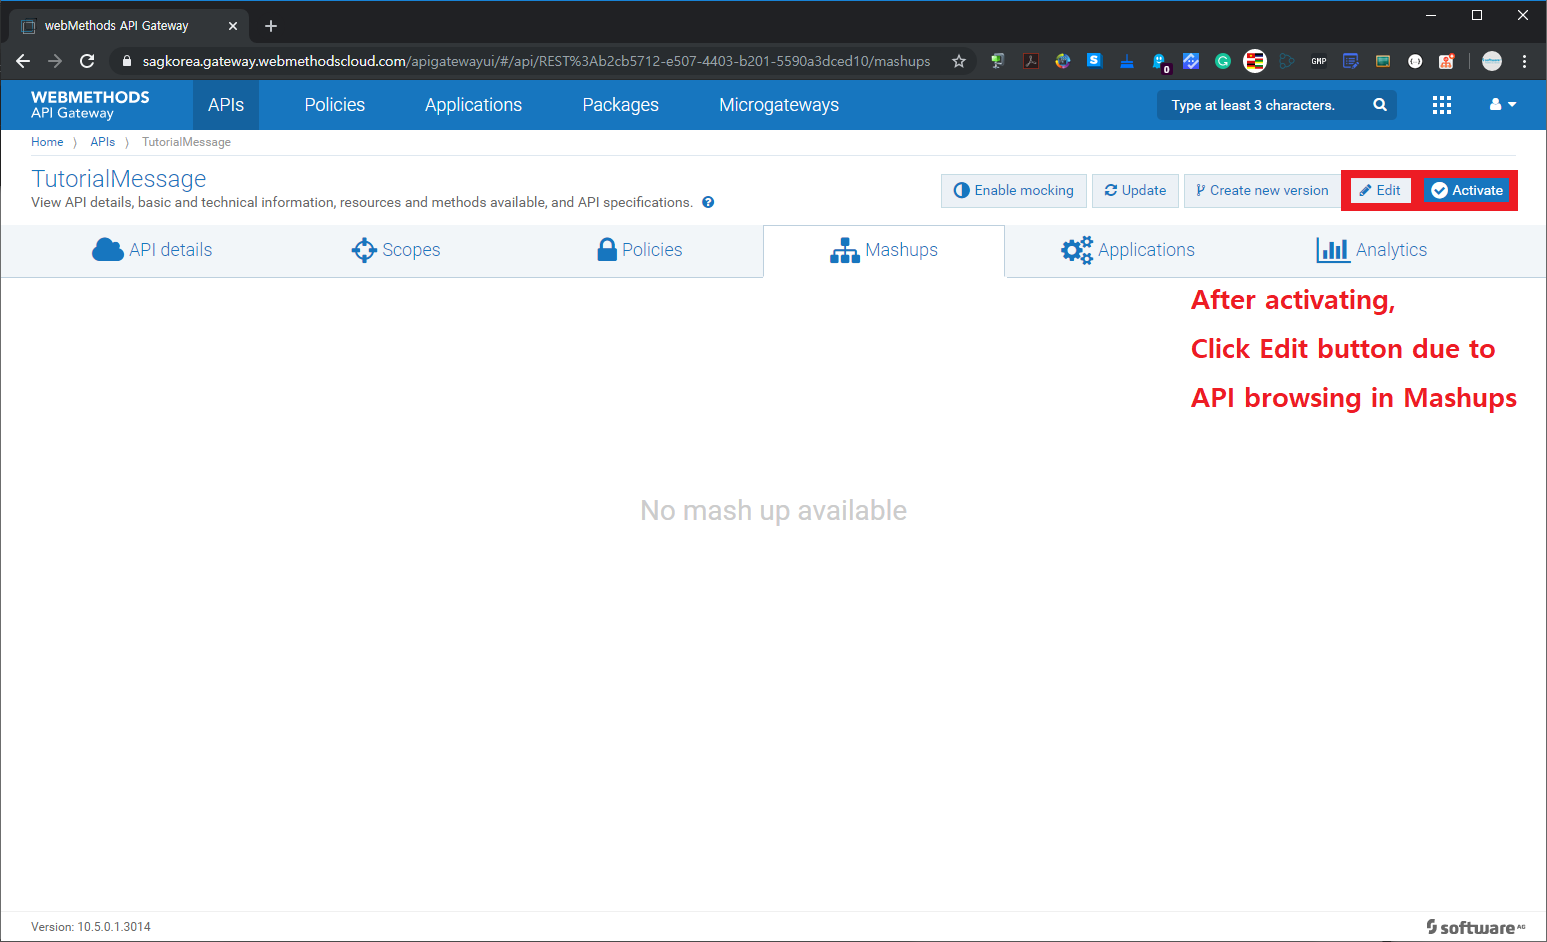 webMethods API Gateway
sagkorea.gateway.webmethodscloud.com/apigatewayui/#/api/REST%3Ab2cb5712-e507-4403-b201-5590a3dced10/mashups
0
GMP
WEBMETHODS
API Gateway
APIs
Policies
Applications
Packages
Microgateways
Type at least 3 characters.
Home
APIs
TutorialMessage
TutorialMessage
View API details, basic and technical information, resources and methods available, and API specifications.
Enable mocking
Update
Create new version
Edit
Activate
API details
Scopes
Policies
Mashups
Applications
Analytics
After activating,
Click Edit button due to
API browsing in Mashups
No mash up available
Version: 10.5.0.1.3014
software AG